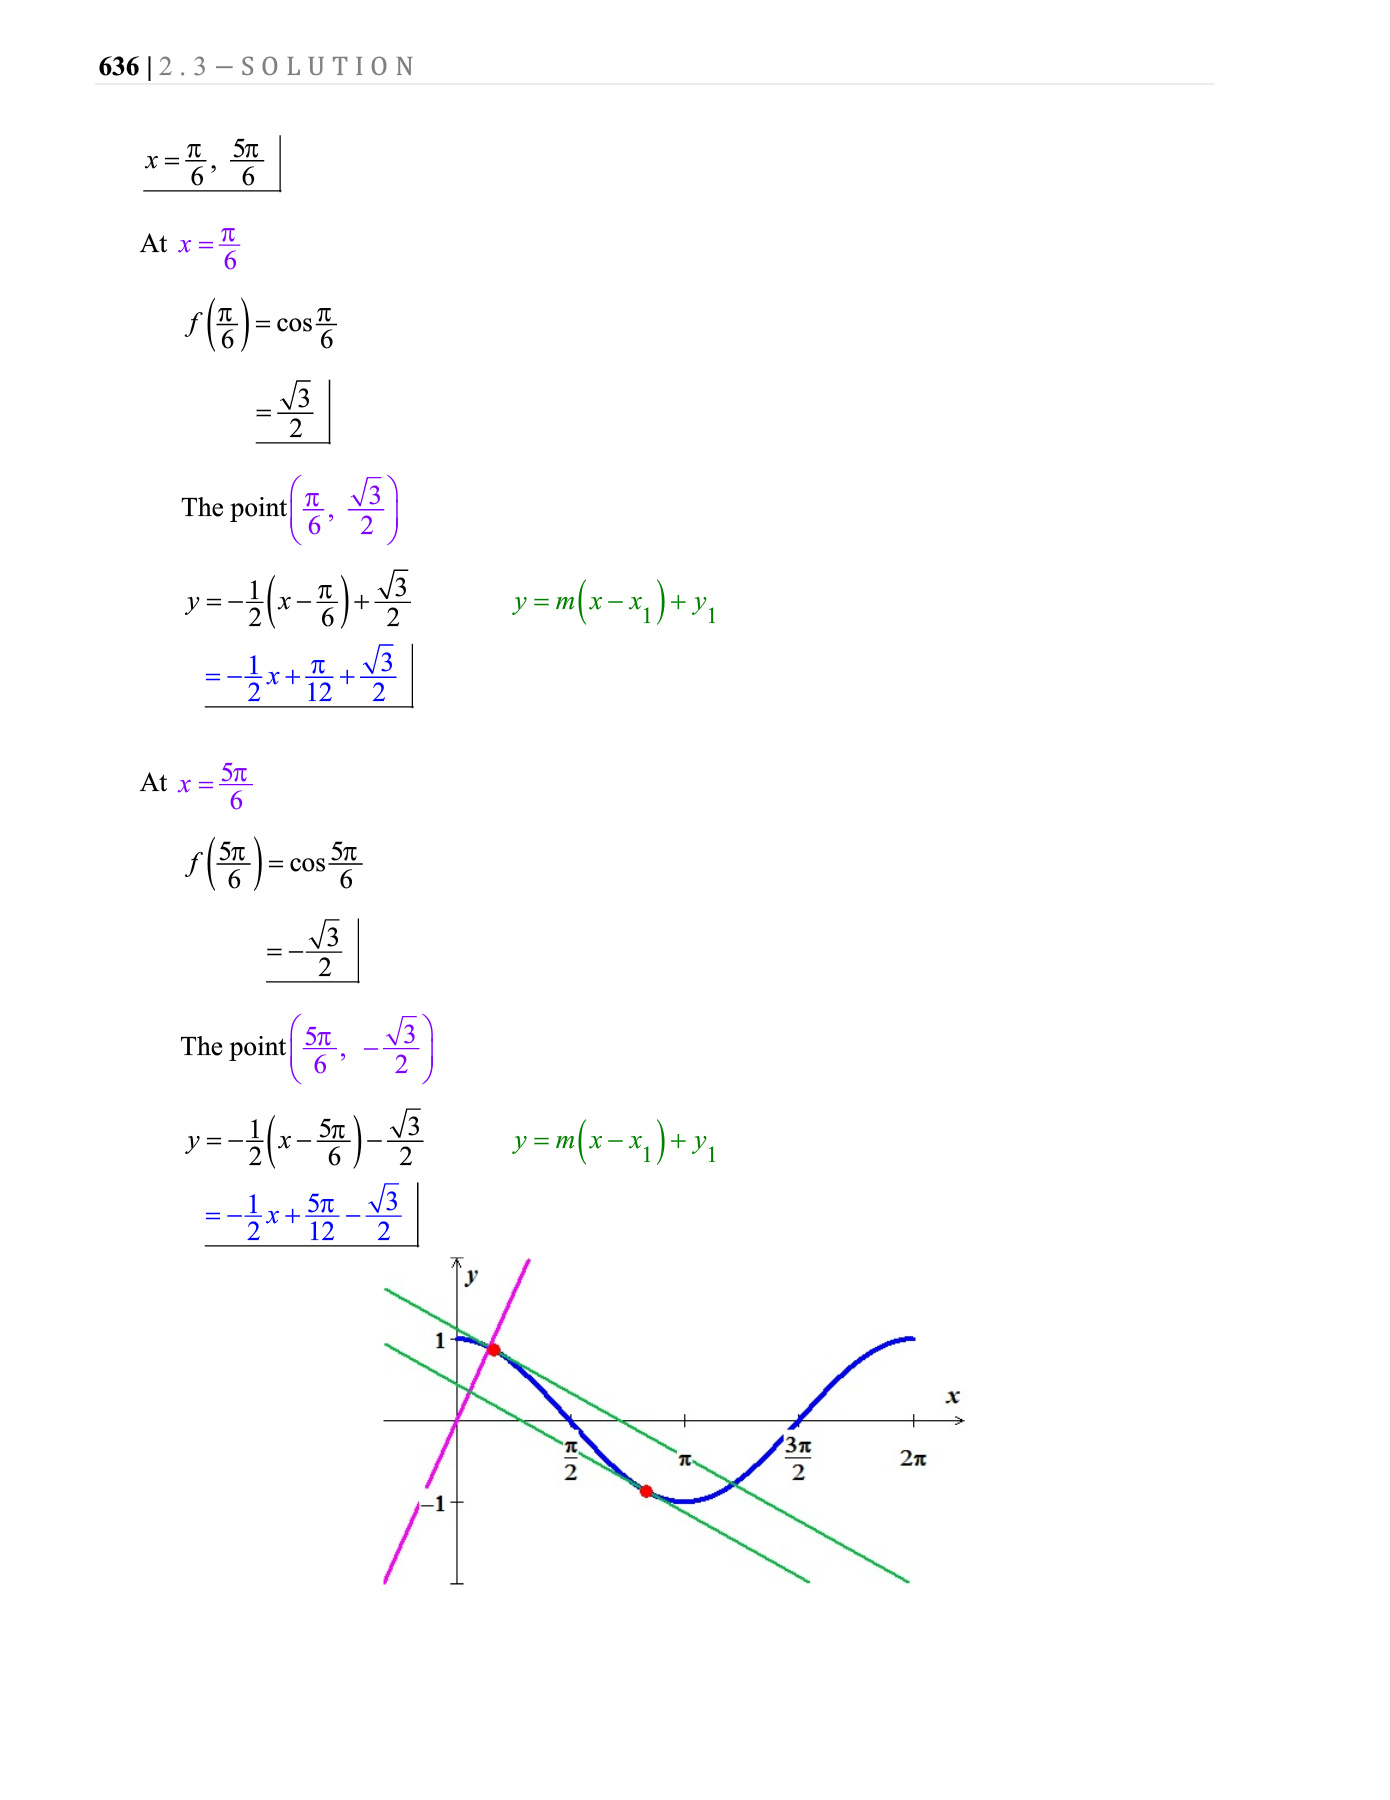 636 | 2.3 – SOLUTION
x = π/6, 5π/6
At x = π/6
f(π/6) = cos π/6
= √3/2
The point (π/6, √3/2)
y = −1/2(x − π/6) + √3/2    y = m(x − x₁) + y₁
= −1/2 x + π/12 + √3/2
At x = 5π/6
f(5π/6) = cos 5π/6
= −√3/2
The point (5π/6, −√3/2)
y = −1/2(x − 5π/6) − √3/2    y = m(x − x₁) + y₁
= −1/2 x + 5π/12 − √3/2
y
1
x
π/2 π 3π/2 2π
−1